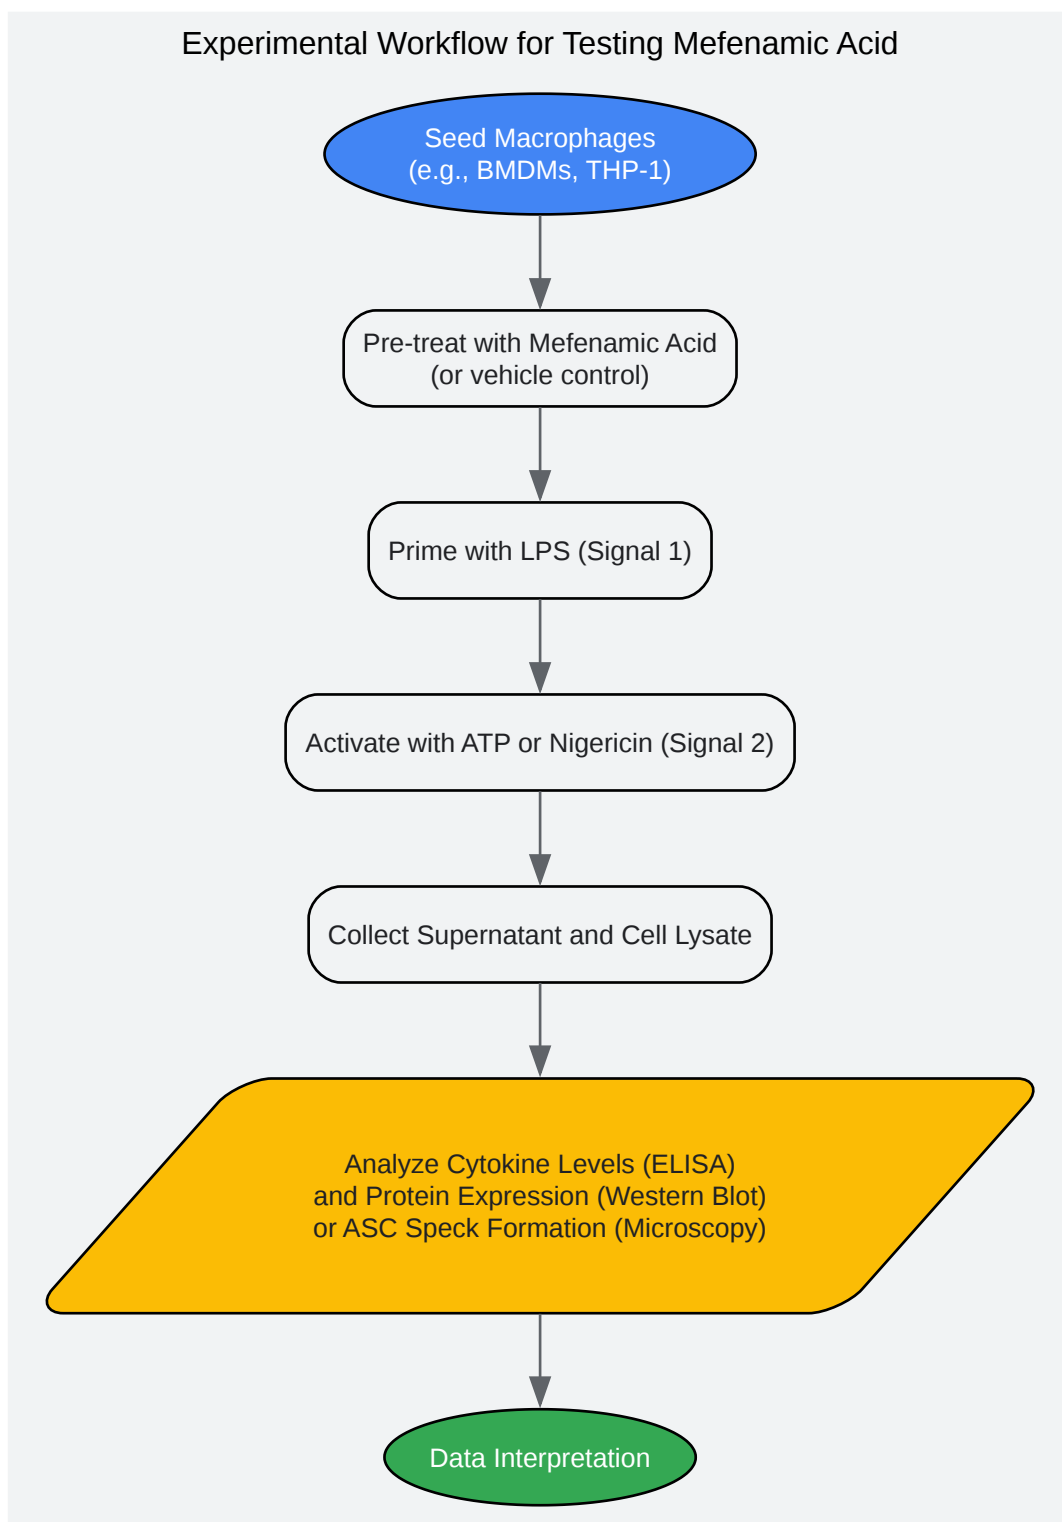 Experimental Workflow for Testing Mefenamic Acid
Seed Macrophages
(e.g., BMDMs, THP-1)
Pre-treat with Mefenamic Acid
(or vehicle control)
Prime with LPS (Signal 1)
Activate with ATP or Nigericin (Signal 2)
Collect Supernatant and Cell Lysate
Analyze Cytokine Levels (ELISA)
and Protein Expression (Western Blot)
or ASC Speck Formation (Microscopy)
Data Interpretation